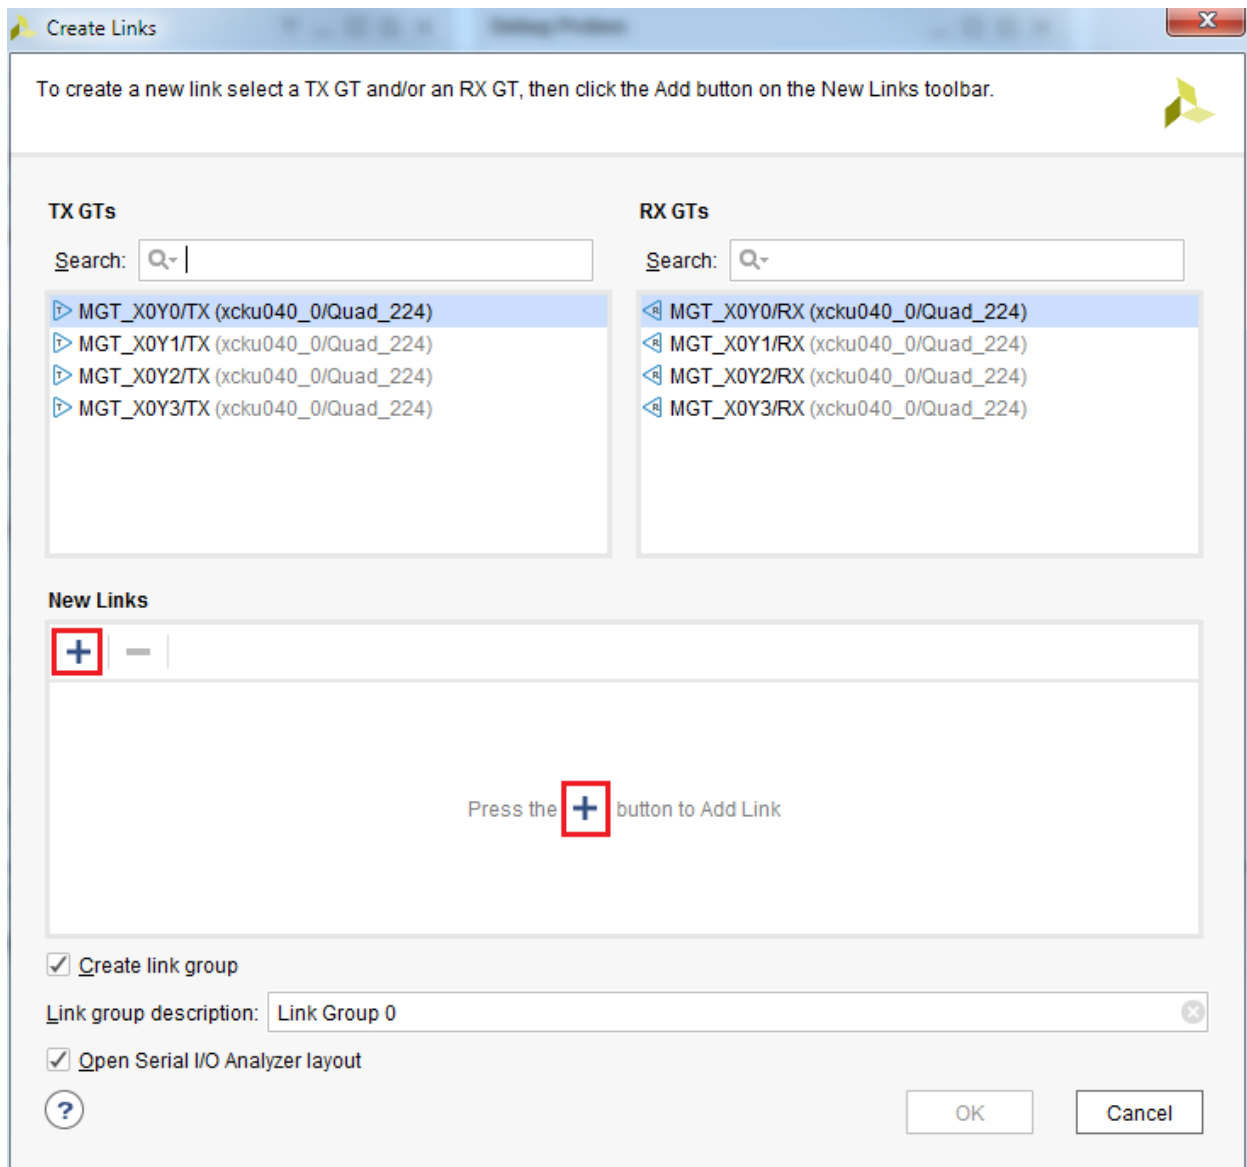 Create Links
Debug Probes
To create a new link select a TX GT and/or an RX GT, then click the Add button on the New Links toolbar.
TX GTs
Search:
MGT_X0Y0/TX (xcku040_0/Quad_224)
MGT_X0Y1/TX (xcku040_0/Quad_224)
MGT_X0Y2/TX (xcku040_0/Quad_224)
MGT_X0Y3/TX (xcku040_0/Quad_224)
RX GTs
Search:
MGT_X0Y0/RX (xcku040_0/Quad_224)
MGT_X0Y1/RX (xcku040_0/Quad_224)
MGT_X0Y2/RX (xcku040_0/Quad_224)
MGT_X0Y3/RX (xcku040_0/Quad_224)
New Links
Press the + button to Add Link
Create link group
Link group description: Link Group 0
Open Serial I/O Analyzer layout
? OK Cancel